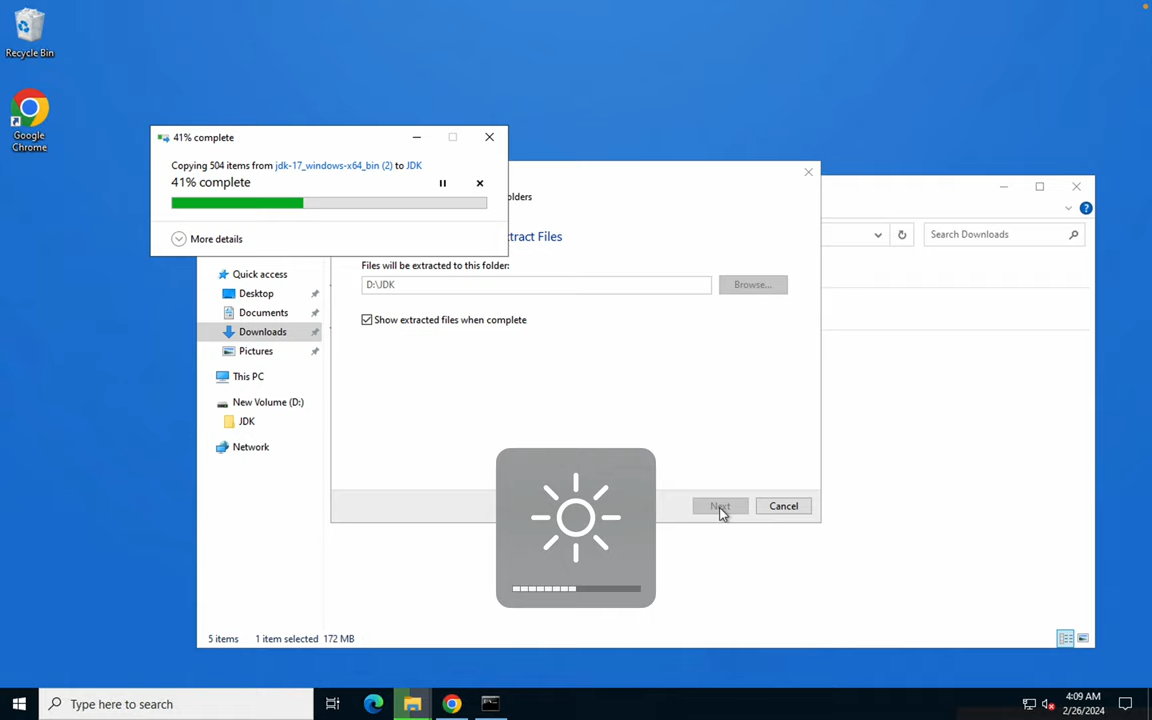 Recycle Bin
Google
Chrome
41% complete
Copying 504 items from jdk-17_windows-x64_bin (2) to JDK
41% complete
More details
olders
tract Files
Files will be extracted to this folder:
D:\JDK
Browse...
Show extracted files when complete
Next
Cancel
Search Downloads
Quick access
Desktop
Documents
Downloads
Pictures
This PC
New Volume (D:)
JDK
Network
5 items
1 item selected 172 MB
Type here to search
4:09 AM
2/26/2024